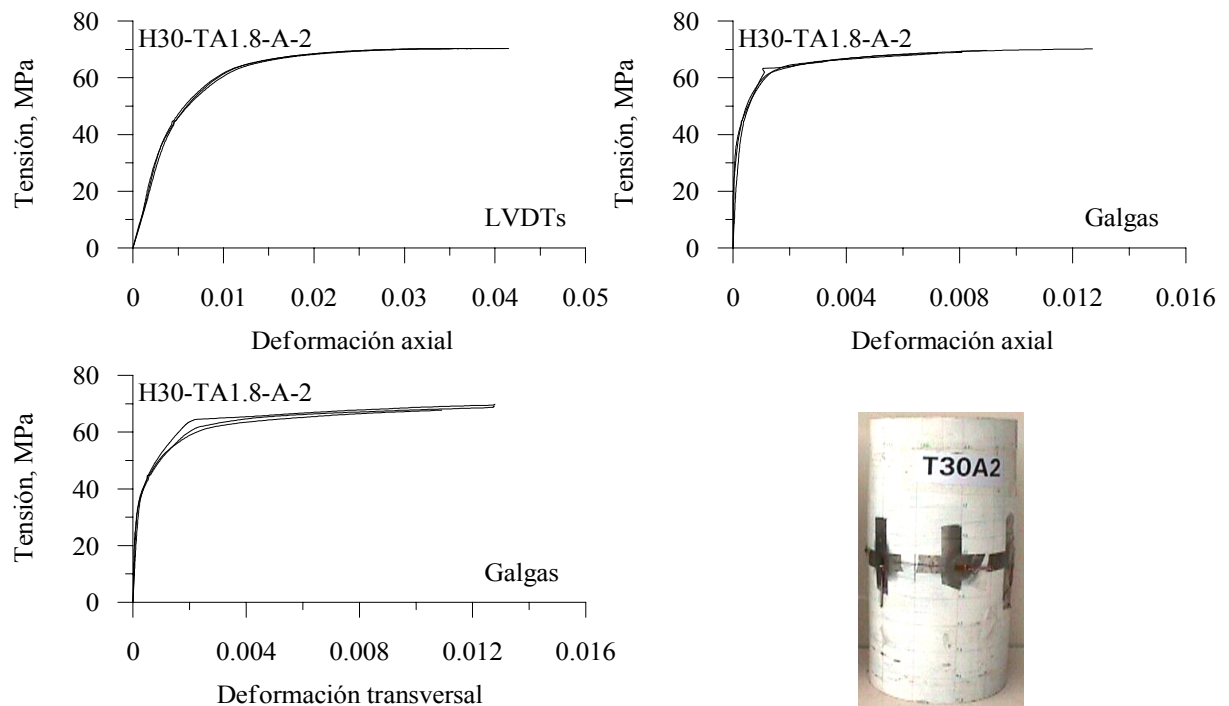 80
H30-TA1.8-A-2
60
40
20
0
Tensión, MPa
LVDTs
0 0.01 0.02 0.03 0.04 0.05
Deformación axial
80
H30-TA1.8-A-2
60
40
20
0
Tensión, MPa
Galgas
0 0.004 0.008 0.012 0.016
Deformación axial
80
H30-TA1.8-A-2
60
40
20
0
Tensión, MPa
Galgas
0 0.004 0.008 0.012 0.016
Deformación transversal
T30A2